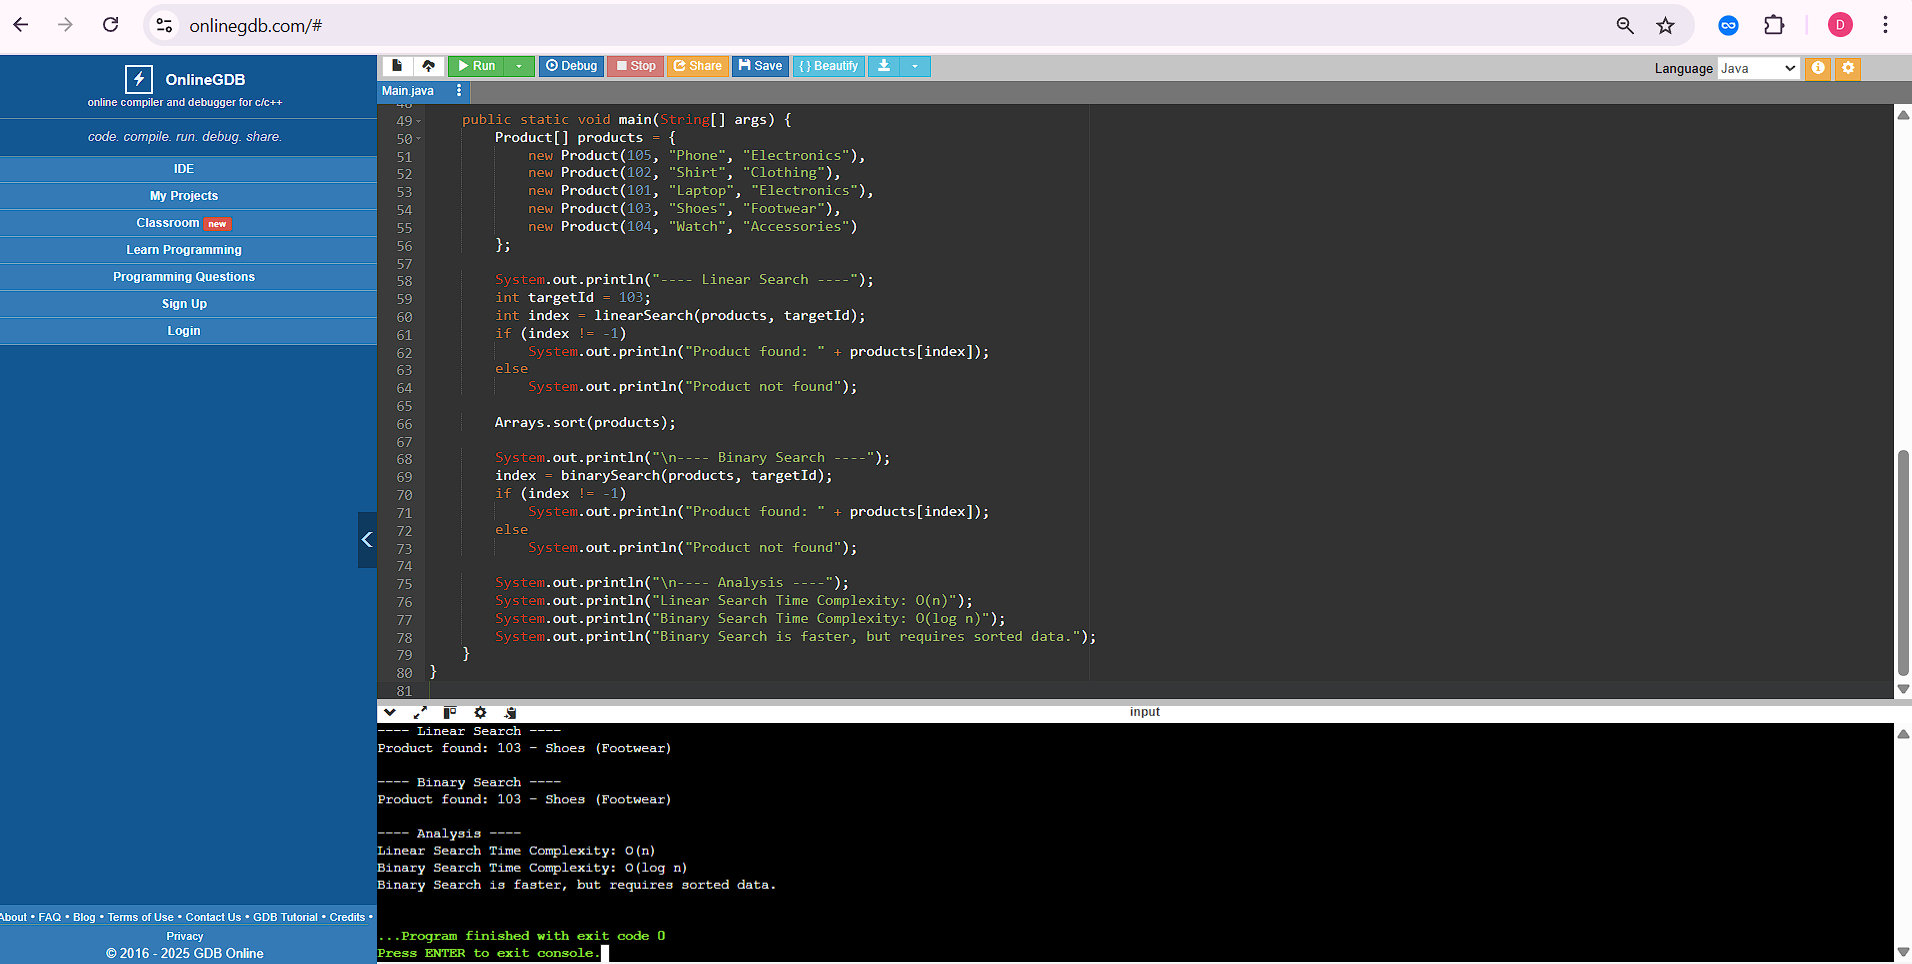 onlinegdb.com/#
D
OnlineGDB
online compiler and debugger for c/c++
code. compile. run. debug. share.
IDE
My Projects
Classroom new
Learn Programming
Programming Questions
Sign Up
Login
About • FAQ • Blog • Terms of Use • Contact Us • GDB Tutorial • Credits •
Privacy
© 2016 - 2025 GDB Online
Run Debug Stop Share Save {} Beautify
Language Java
Main.java
48
49 public static void main(String[] args) {
50 Product[] products = {
51 new Product(105, "Phone", "Electronics"),
52 new Product(102, "Shirt", "Clothing"),
53 new Product(101, "Laptop", "Electronics"),
54 new Product(103, "Shoes", "Footwear"),
55 new Product(104, "Watch", "Accessories")
56 };
57
58 System.out.println("---- Linear Search ----");
59 int targetId = 103;
60 int index = linearSearch(products, targetId);
61 if (index != -1)
62 System.out.println("Product found: " + products[index]);
63 else
64 System.out.println("Product not found");
65
66 Arrays.sort(products);
67
68 System.out.println("\n---- Binary Search ----");
69 index = binarySearch(products, targetId);
70 if (index != -1)
71 System.out.println("Product found: " + products[index]);
72 else
73 System.out.println("Product not found");
74
75 System.out.println("\n---- Analysis ----");
76 System.out.println("Linear Search Time Complexity: O(n)");
77 System.out.println("Binary Search Time Complexity: O(log n)");
78 System.out.println("Binary Search is faster, but requires sorted data.");
79 }
80 }
81
input
---- Linear Search ----
Product found: 103 - Shoes (Footwear)
---- Binary Search ----
Product found: 103 - Shoes (Footwear)
---- Analysis ----
Linear Search Time Complexity: O(n)
Binary Search Time Complexity: O(log n)
Binary Search is faster, but requires sorted data.
...Program finished with exit code 0
Press ENTER to exit console.